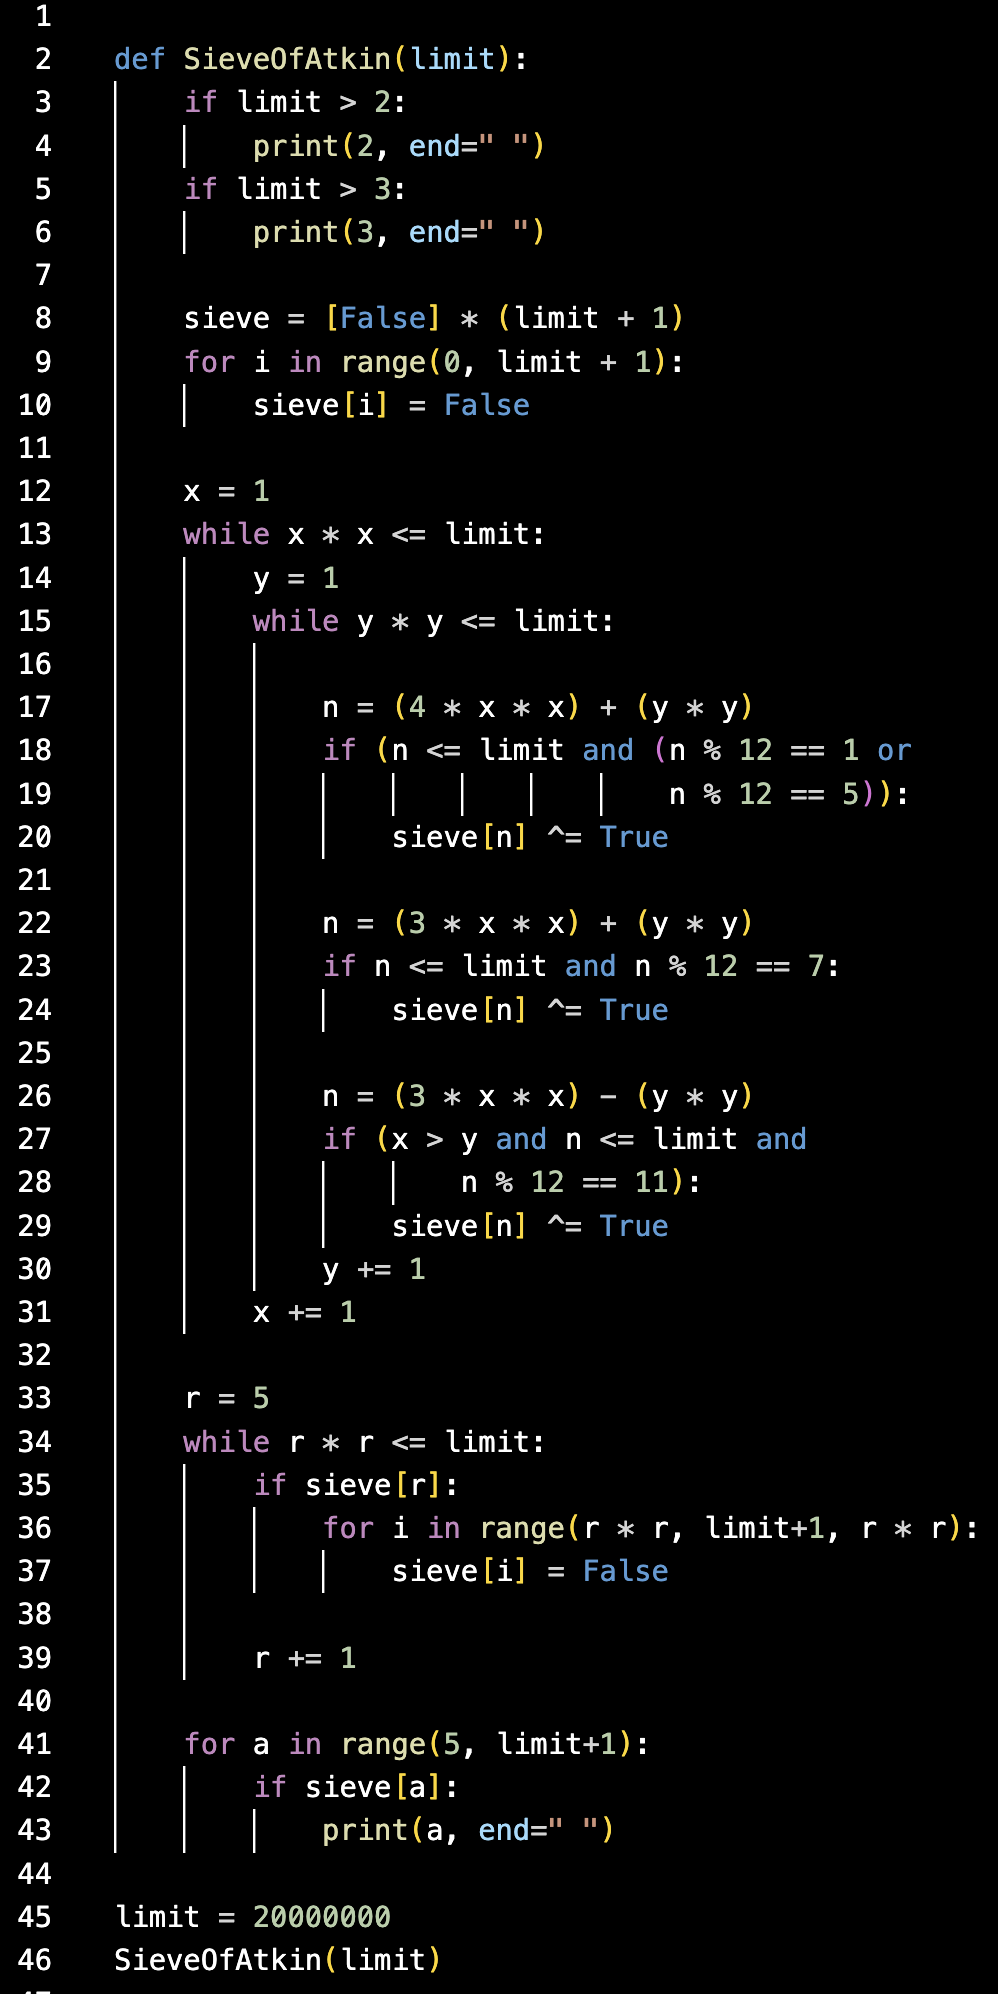 1
2 def SieveOfAtkin(limit):
3     if limit > 2:
4         print(2, end=" ")
5     if limit > 3:
6         print(3, end=" ")
7
8     sieve = [False] * (limit + 1)
9     for i in range(0, limit + 1):
10         sieve[i] = False
11
12     x = 1
13     while x * x <= limit:
14         y = 1
15         while y * y <= limit:
16
17             n = (4 * x * x) + (y * y)
18             if (n <= limit and (n % 12 == 1 or
19                                 n % 12 == 5)):
20                 sieve[n] ^= True
21
22             n = (3 * x * x) + (y * y)
23             if n <= limit and n % 12 == 7:
24                 sieve[n] ^= True
25
26             n = (3 * x * x) - (y * y)
27             if (x > y and n <= limit and
28                     n % 12 == 11):
29                 sieve[n] ^= True
30             y += 1
31         x += 1
32
33     r = 5
34     while r * r <= limit:
35         if sieve[r]:
36             for i in range(r * r, limit+1, r * r):
37                 sieve[i] = False
38
39         r += 1
40
41     for a in range(5, limit+1):
42         if sieve[a]:
43             print(a, end=" ")
44
45 limit = 20000000
46 SieveOfAtkin(limit)